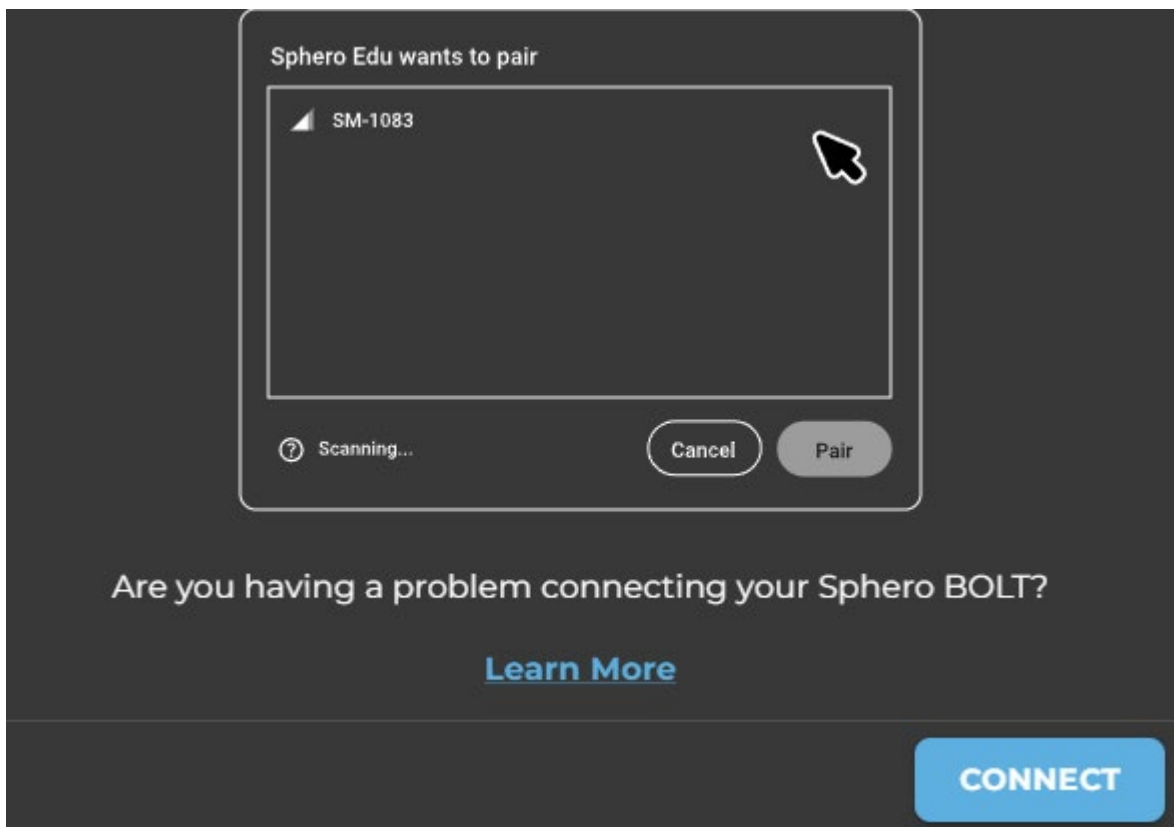 Sphero Edu wants to pair
SM-1083
? Scanning...
Cancel
Pair
Are you having a problem connecting your Sphero BOLT?
Learn More
CONNECT